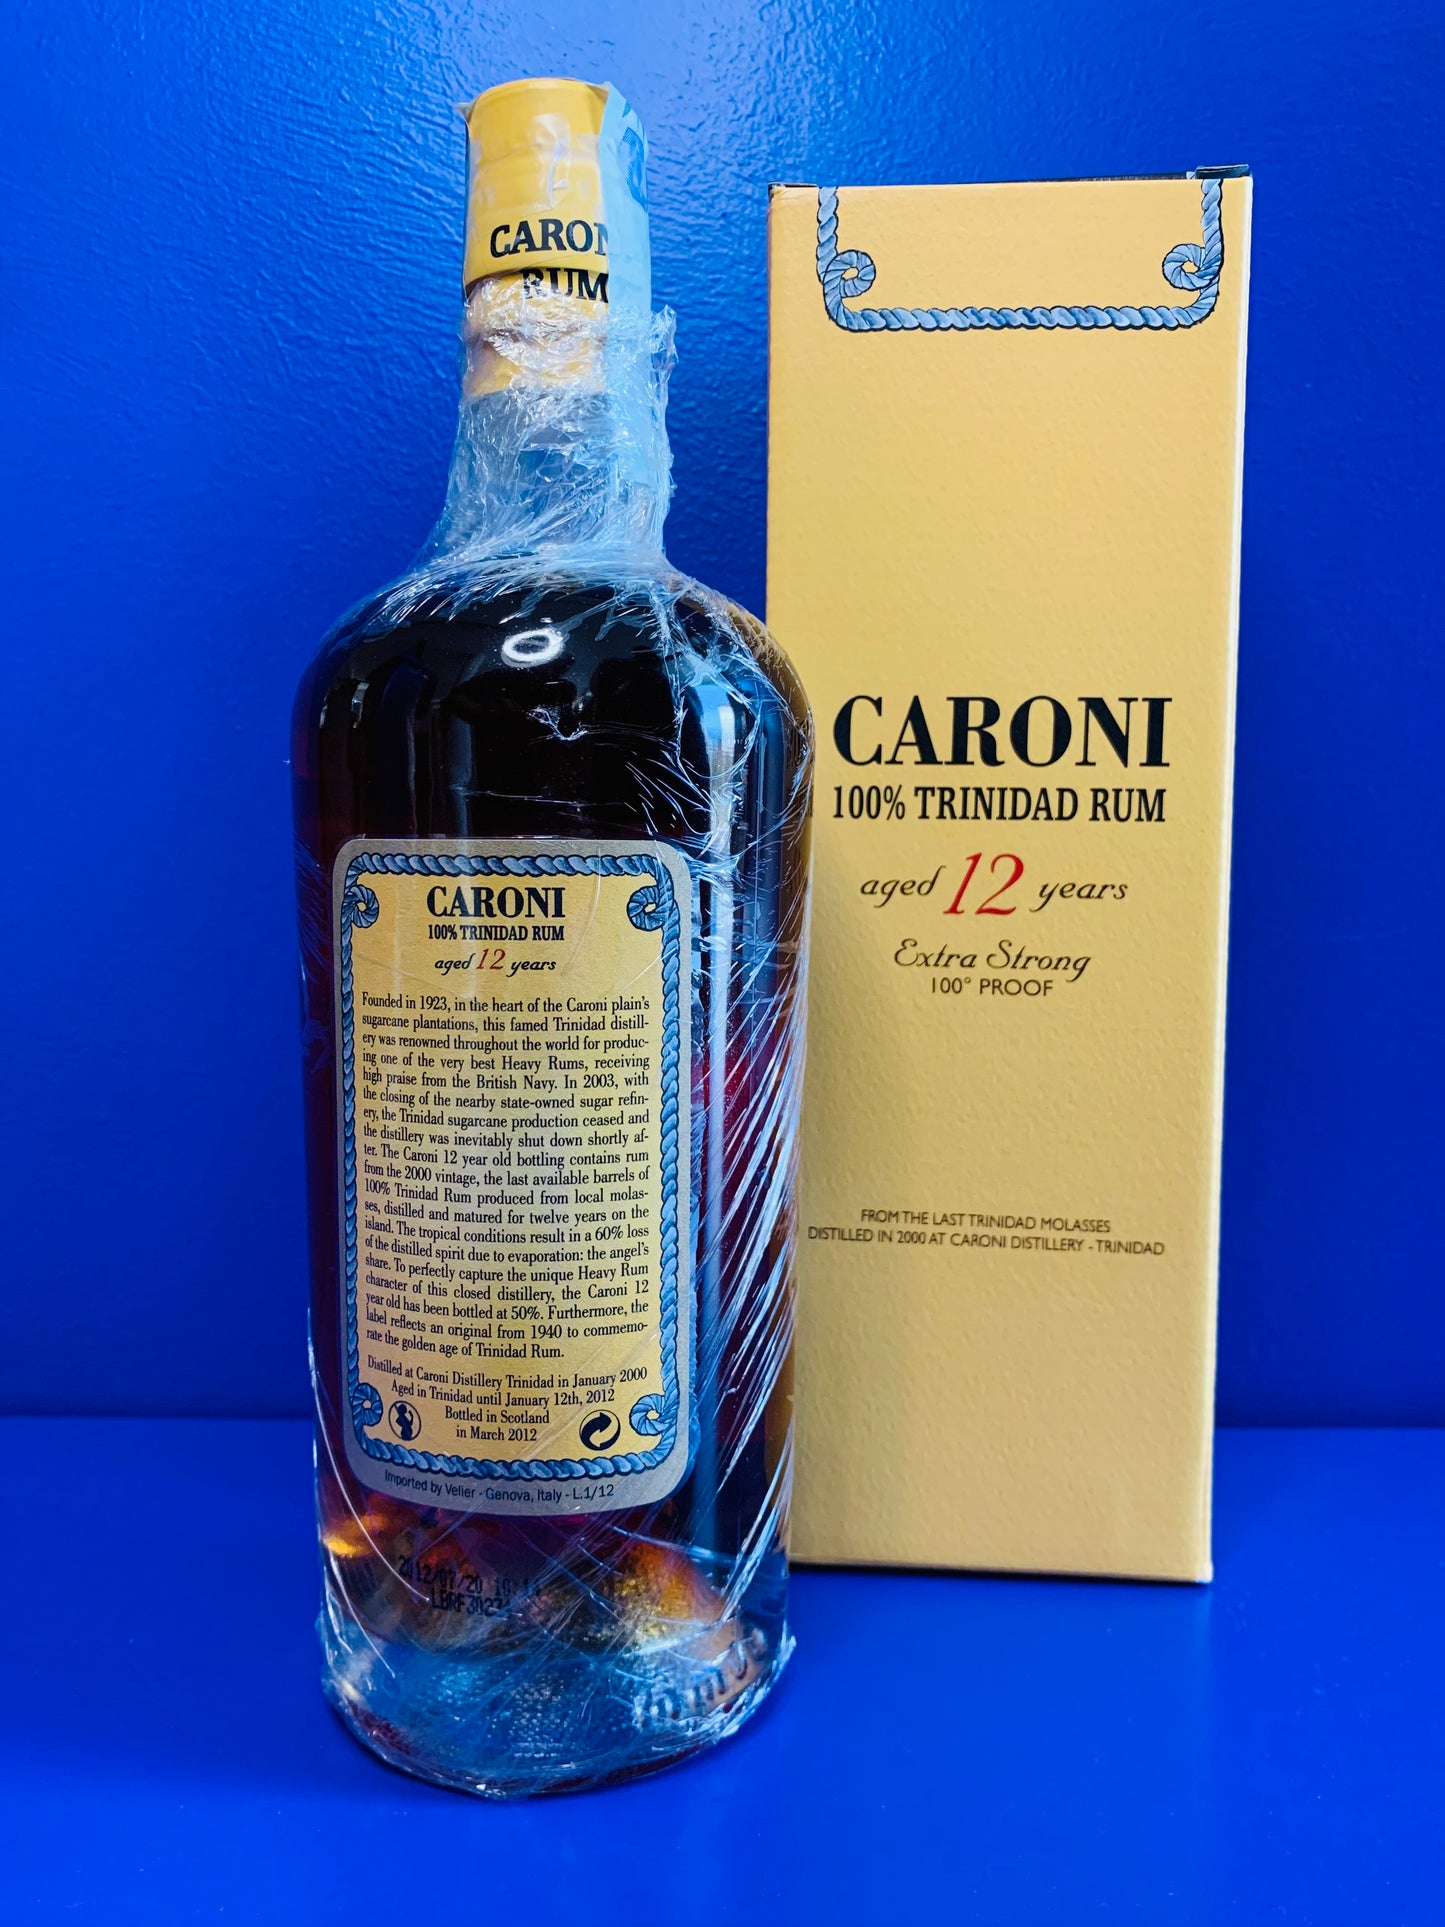 CARONI
RUM
CARONI
100% TRINIDAD RUM
aged 12 years
Founded in 1923, in the heart of the Caroni plain's
sugarcane plantations, this famed Trinidad distill-
ery was renowned throughout the world for produc-
ing one of the very best Heavy Rums, receiving
high praise from the British Navy. In 2003, with
the closing of the nearby state-owned sugar refin-
ery, the Trinidad sugarcane production ceased and
the distillery was inevitably shut down shortly af-
ter. The Caroni 12 year old bottling contains rum
from the 2000 vintage, the last available barrels of
100% Trinidad Rum produced from local molas-
ses, distilled and matured for twelve years on the
island. The tropical conditions result in a 60% loss
of the distilled spirit due to evaporation: the angel's
share. To perfectly capture the unique Heavy Rum
character of this closed distillery, the Caroni 12
year old has been bottled at 50%. Furthermore, the
label reflects an original from 1940 to commemo-
rate the golden age of Trinidad Rum.
Distilled at Caroni Distillery Trinidad in January 2000
Aged in Trinidad until January 12th, 2012
Bottled in Scotland
in March 2012
Imported by Velier - Genova, Italy - L.1/12
2012/07/20
CARONI
100% TRINIDAD RUM
aged 12 years
Extra Strong
100° PROOF
FROM THE LAST TRINIDAD MOLASSES
DISTILLED IN 2000 AT CARONI DISTILLERY - TRINIDAD